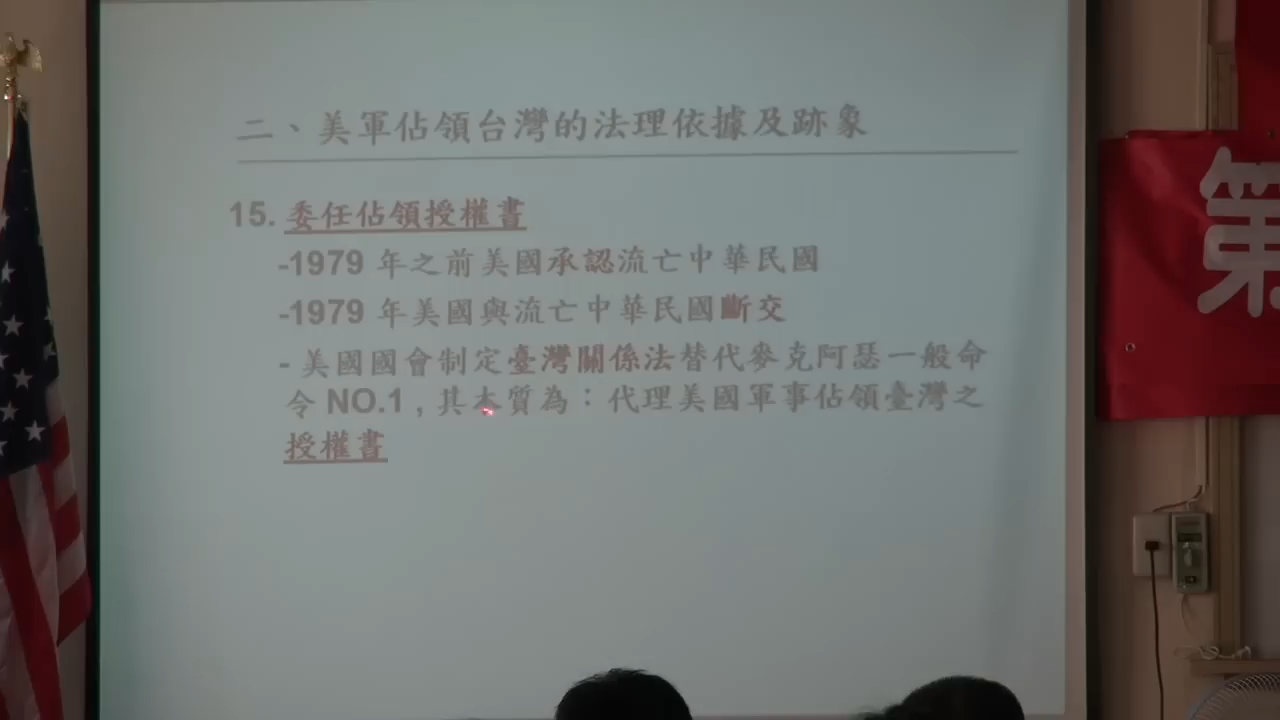 二、美軍佔領台灣的法理依據及跡象
15. 委任佔領授權書
-1979 年之前美國承認流亡中華民國
-1979 年美國與流亡中華民國斷交
- 美國國會制定臺灣關係法替代麥克阿瑟一般命
令 NO.1 , 其本質為：代理美國軍事佔領臺灣之
授權書
第